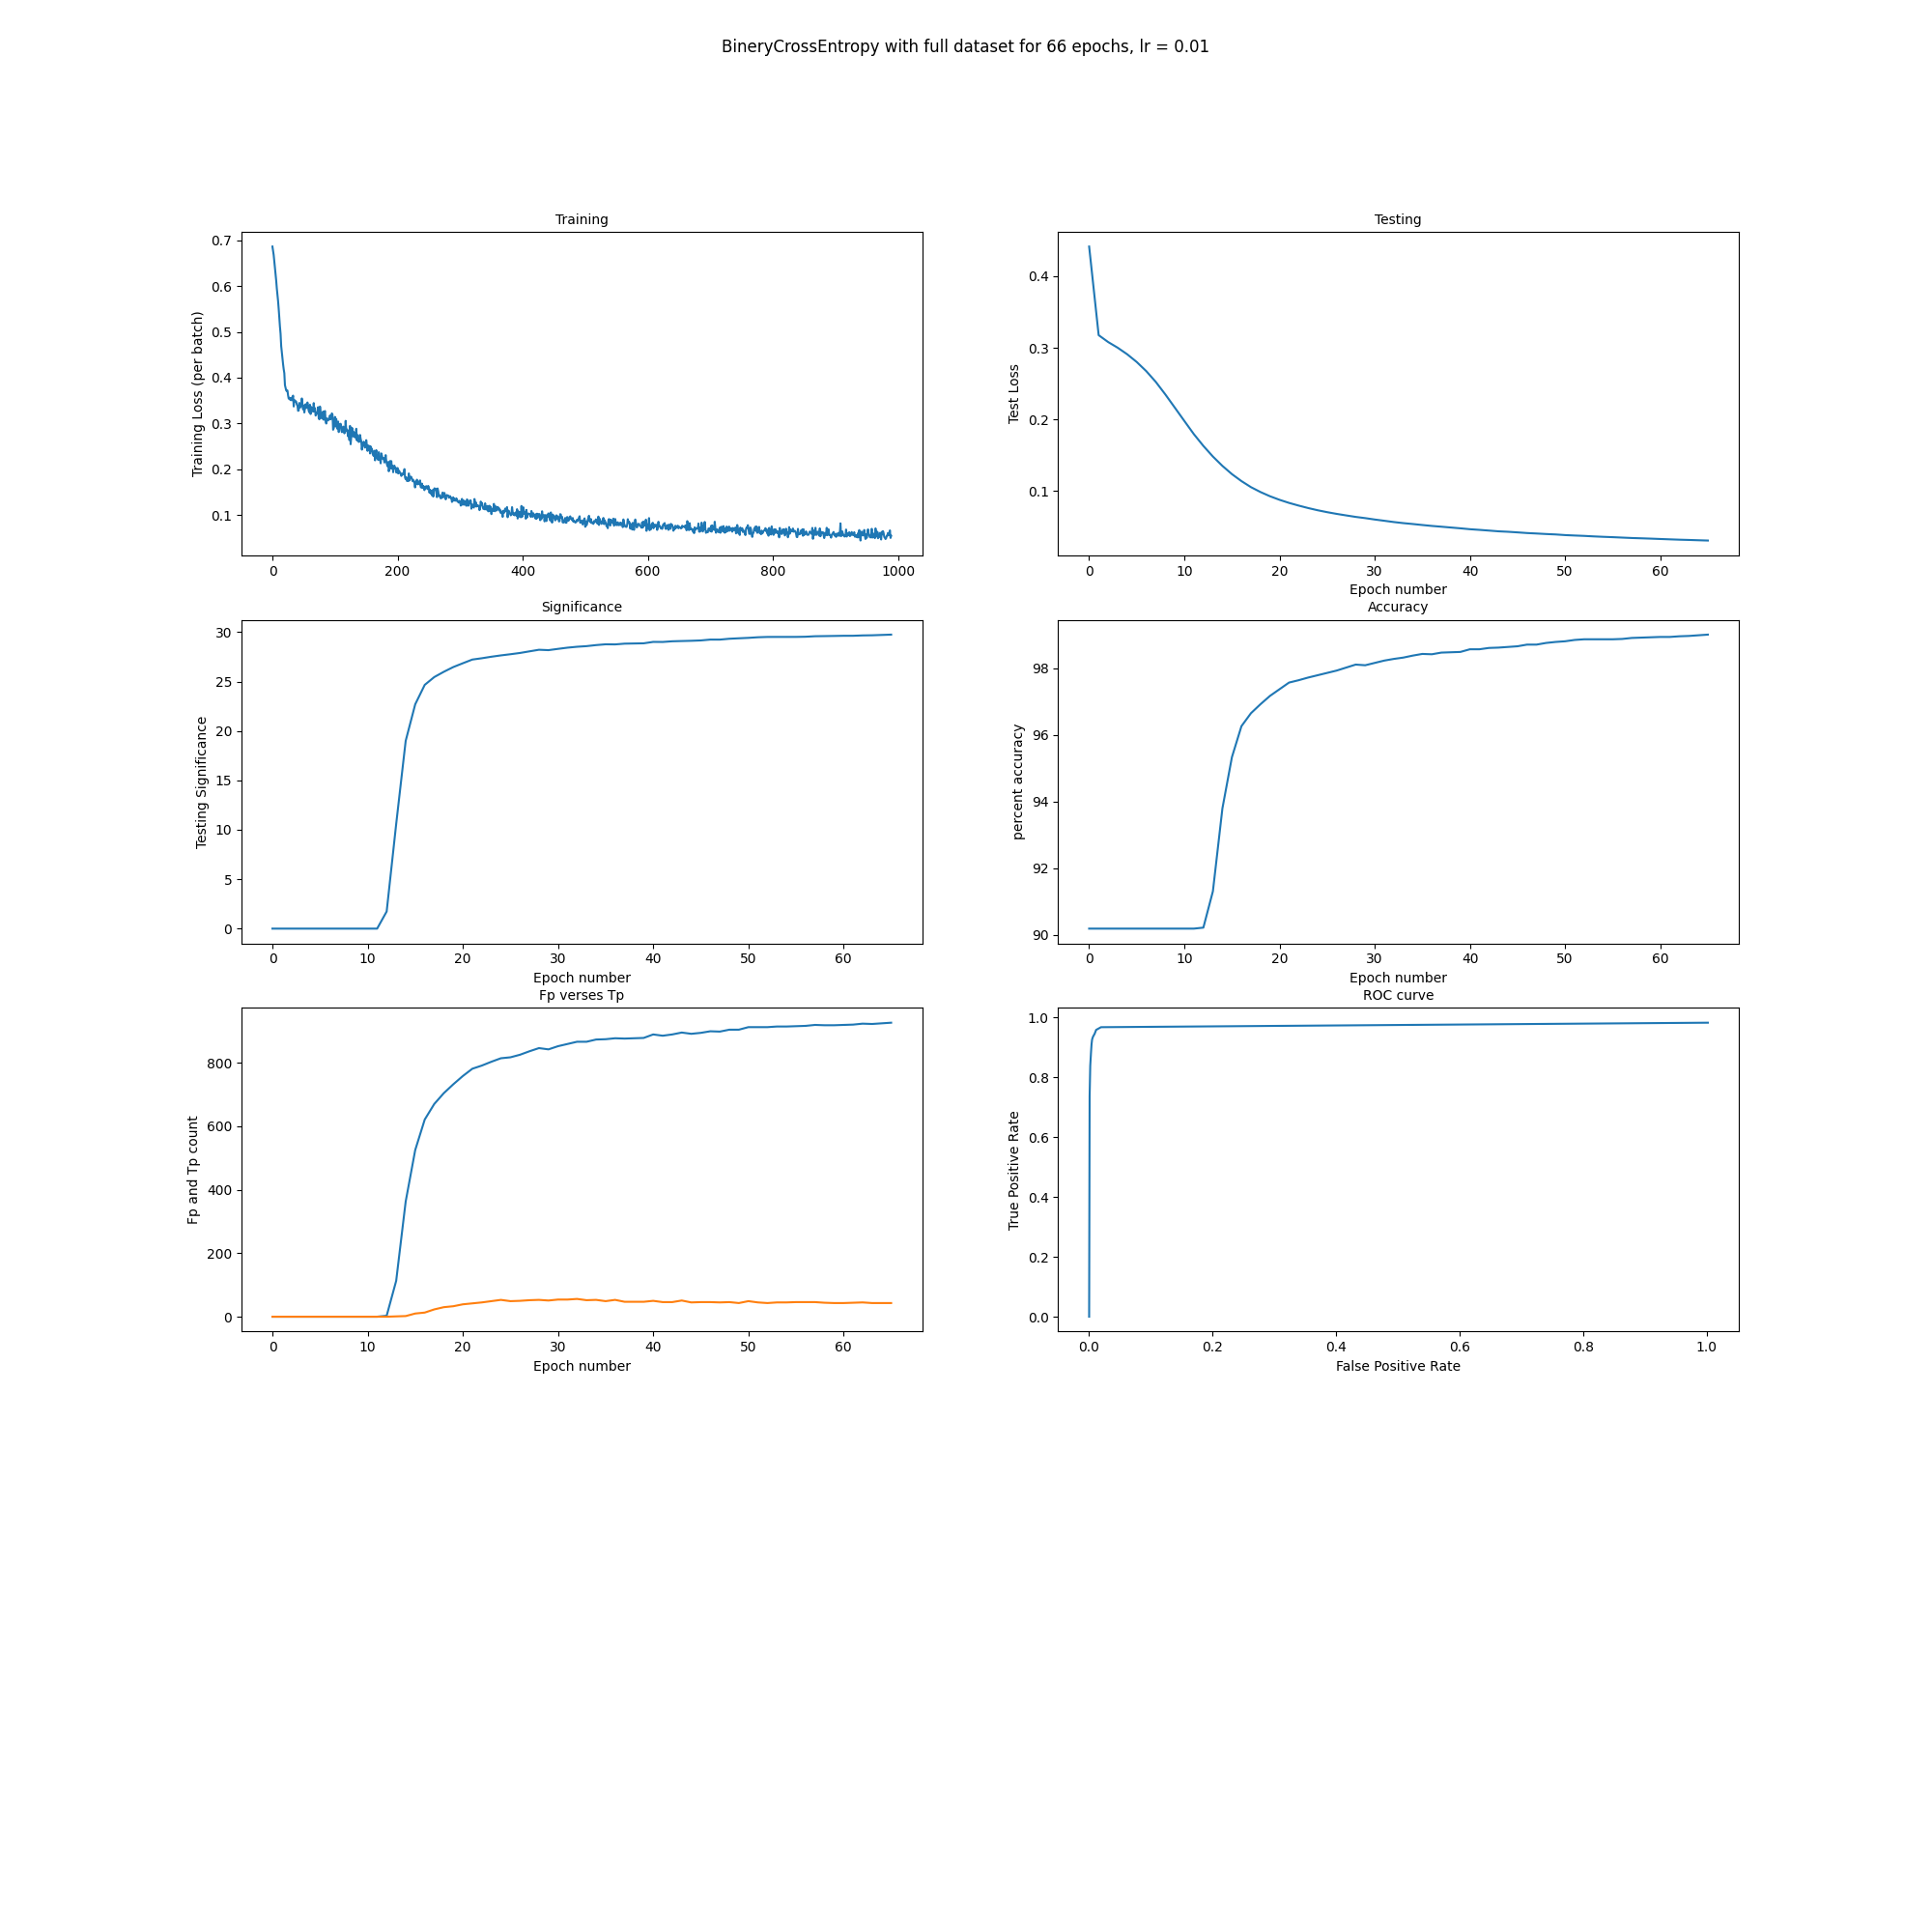 BineryCrossEntropy with full dataset for 66 epochs, lr = 0.01
Training
Training Loss (per batch)
0.7
0.6
0.5
0.4
0.3
0.2
0.1
0 200 400 600 800 1000
Testing
Test Loss
0.4
0.3
0.2
0.1
0 10 20 30 40 50 60
Epoch number
Significance
Testing Significance
30
25
20
15
10
5
0
0 10 20 30 40 50 60
Epoch number
Accuracy
percent accuracy
98
96
94
92
90
0 10 20 30 40 50 60
Epoch number
Fp verses Tp
Fp and Tp count
800
600
400
200
0
0 10 20 30 40 50 60
Epoch number
ROC curve
True Positive Rate
1.0
0.8
0.6
0.4
0.2
0.0
0.0 0.2 0.4 0.6 0.8 1.0
False Positive Rate